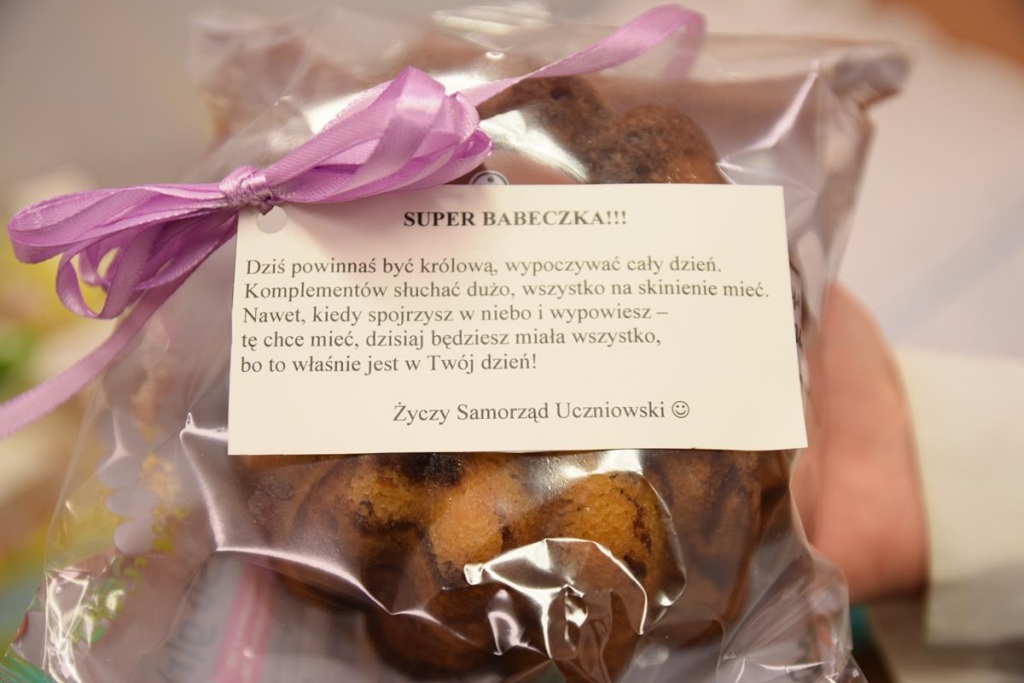 SUPER BABECZKA!!!
Dziś powinnaś być królową, wypoczywać cały dzień.
Komplementów słuchać dużo, wszystko na skinienie mieć.
Nawet, kiedy spojrzysz w niebo i wypowiesz –
tę chce mieć, dzisiaj będziesz miała wszystko,
bo to właśnie jest w Twój dzień!
Życzy Samorząd Uczniowski ☺